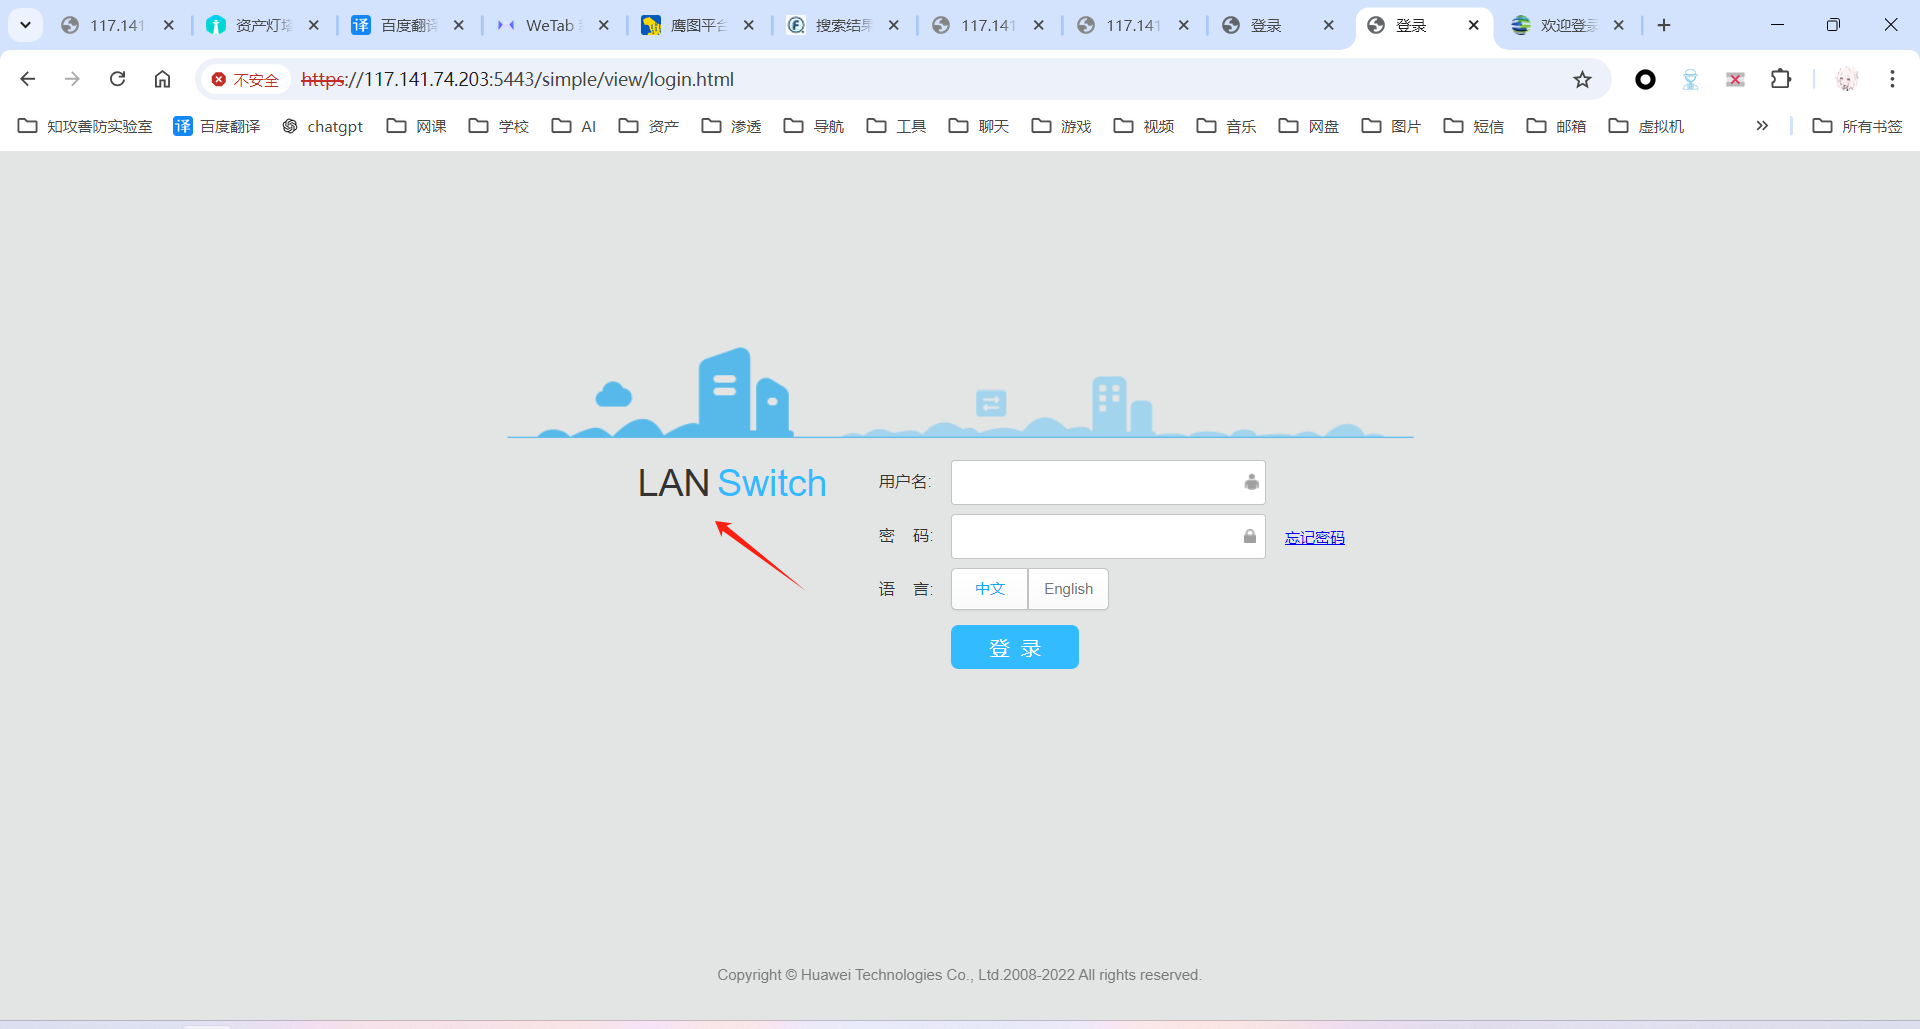 117.141
资产灯塔
百度翻译
WeTab
鹰图平台
搜索结果
117.141
117.141
登录
登录
欢迎登录
不安全 https://117.141.74.203:5443/simple/view/login.html
知攻善防实验室 译 百度翻译 chatgpt 网课 学校 AI 资产 渗透 导航 工具 聊天 游戏 视频 音乐 网盘 图片 短信 邮箱 虚拟机 » 所有书签
LAN Switch
用户名:
密 码:
忘记密码
语 言: 中文 English
登 录
Copyright © Huawei Technologies Co., Ltd.2008-2022 All rights reserved.